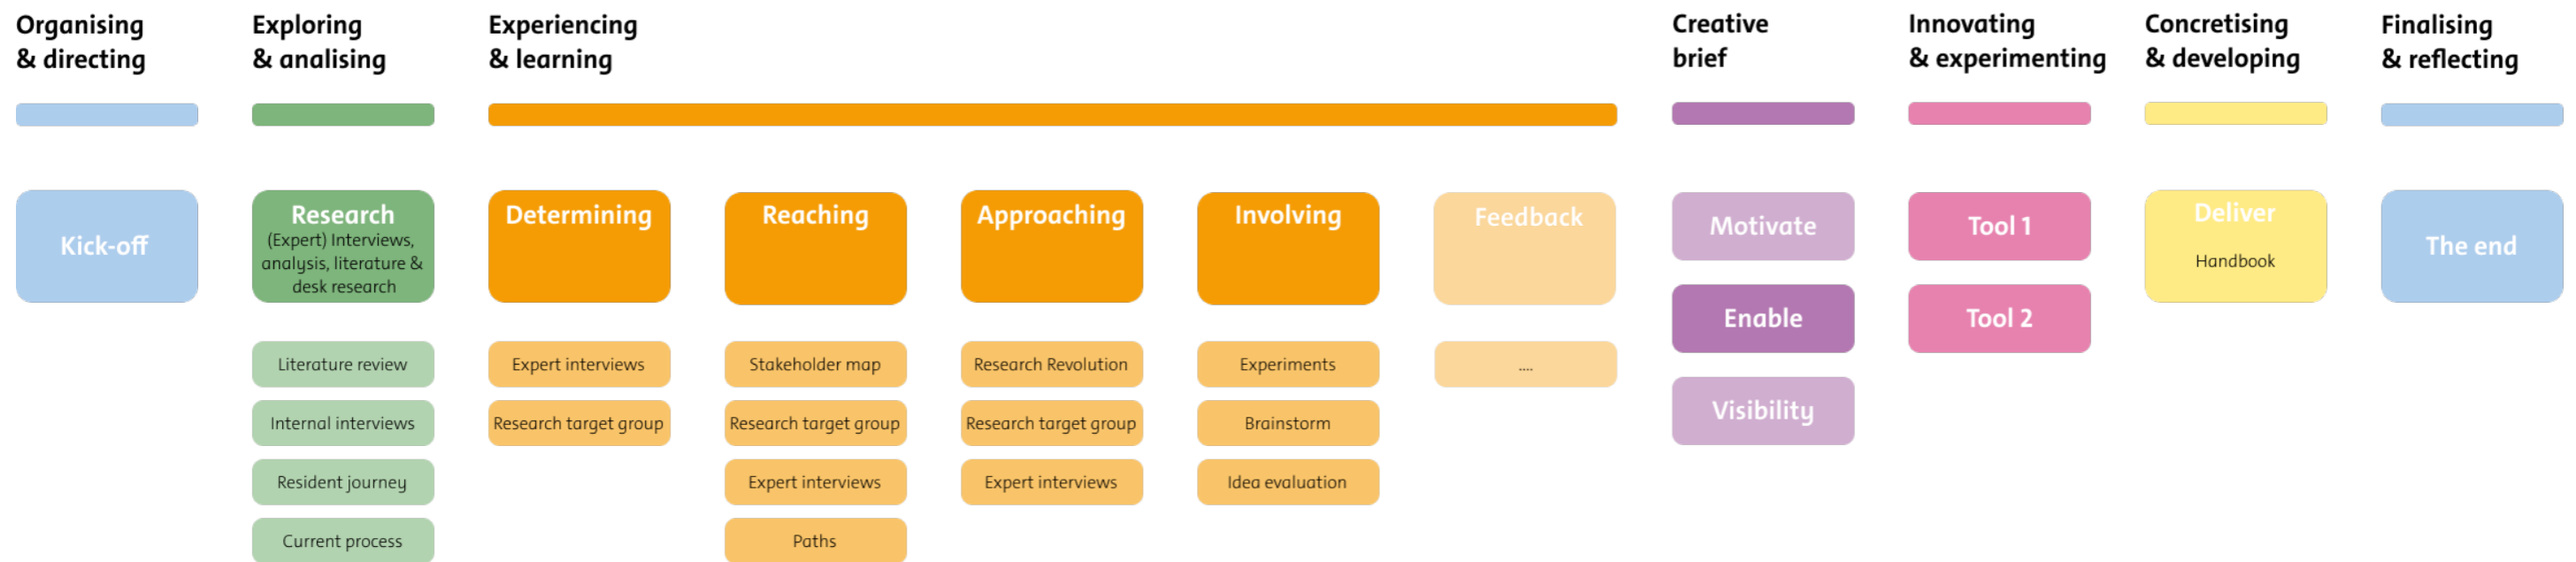 Organising
& directing
Exploring
& analising
Experiencing
& learning
Creative
brief
Innovating
& experimenting
Concretising
& developing
Finalising
& reflecting
Kick-off
Research
(Expert) Interviews,
analysis, literature &
desk research
Literature review
Internal interviews
Resident journey
Current process
Determining
Expert interviews
Research target group
Reaching
Stakeholder map
Research target group
Expert interviews
Paths
Approaching
Research Revolution
Research target group
Expert interviews
Involving
Experiments
Brainstorm
Idea evaluation
Feedback
....
Motivate
Enable
Visibility
Tool 1
Tool 2
Deliver
Handbook
The end